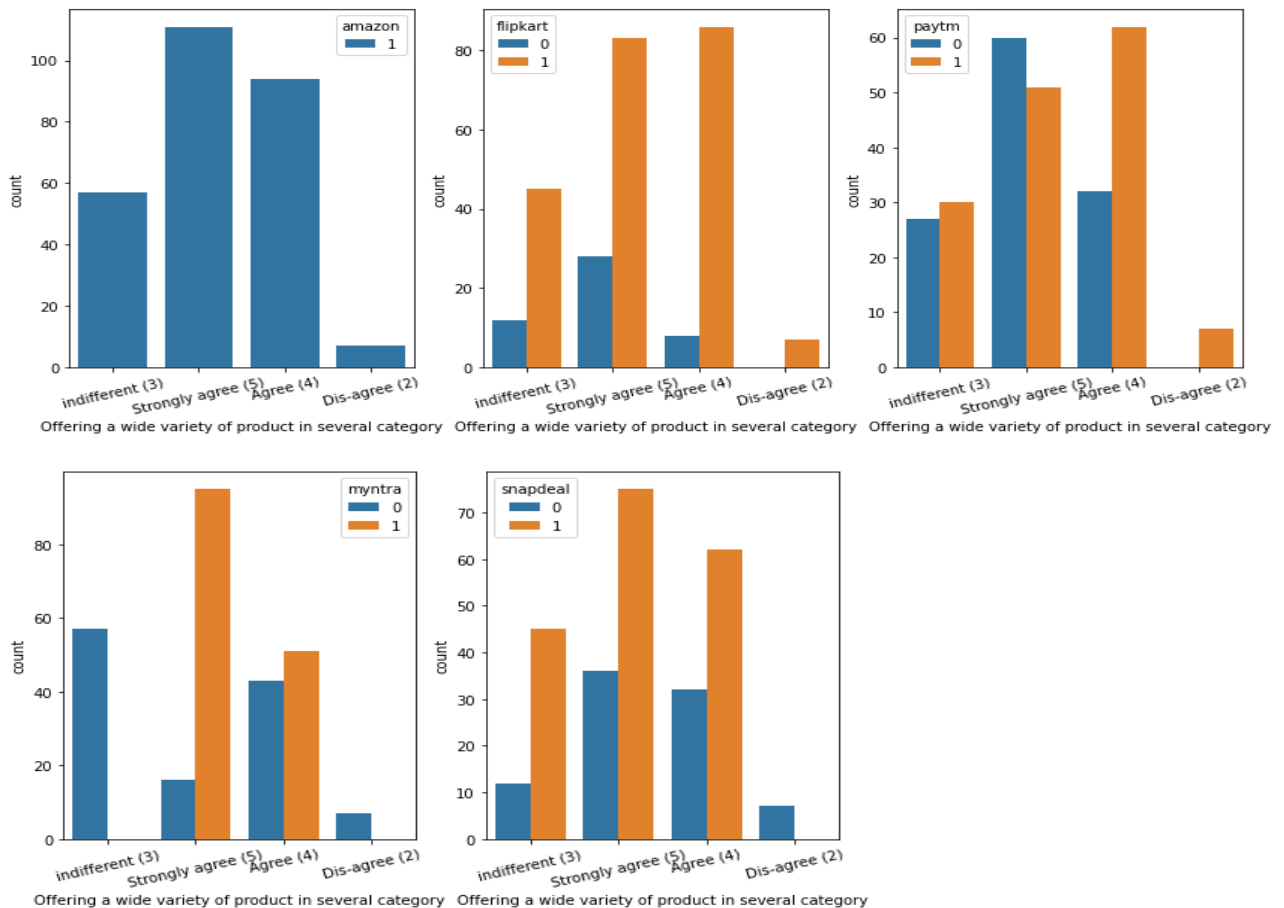 amazon
1
100
80
60
40
20
0
count
indifferent (3)
Strongly agree (5)
Agree (4)
Dis-agree (2)
Offering a wide variety of product in several category
flipkart
0
1
80
60
40
20
0
count
indifferent (3)
Strongly agree (5)
Agree (4)
Dis-agree (2)
Offering a wide variety of product in several category
paytm
0
1
60
50
40
30
20
10
0
count
indifferent (3)
Strongly agree (5)
Agree (4)
Dis-agree (2)
Offering a wide variety of product in several category
myntra
0
1
80
60
40
20
0
count
indifferent (3)
Strongly agree (5)
Agree (4)
Dis-agree (2)
Offering a wide variety of product in several category
snapdeal
0
1
70
60
50
40
30
20
10
0
count
indifferent (3)
Strongly agree (5)
Agree (4)
Dis-agree (2)
Offering a wide variety of product in several category